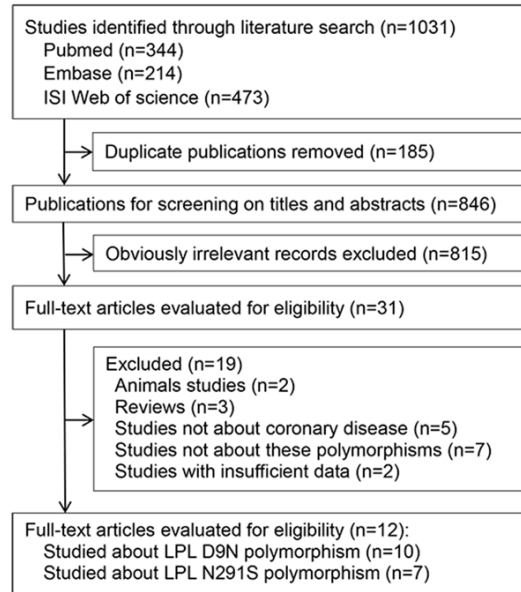 Studies identified through literature search (n=1031)
Pubmed (n=344)
Embase (n=214)
ISI Web of science (n=473)
Duplicate publications removed (n=185)
Publications for screening on titles and abstracts (n=846)
Obviously irrelevant records excluded (n=815)
Full-text articles evaluated for eligibility (n=31)
Excluded (n=19)
Animals studies (n=2)
Reviews (n=3)
Studies not about coronary disease (n=5)
Studies not about these polymorphisms (n=7)
Studies with insufficient data (n=2)
Full-text articles evaluated for eligibility (n=12):
Studied about LPL D9N polymorphism (n=10)
Studied about LPL N291S polymorphism (n=7)